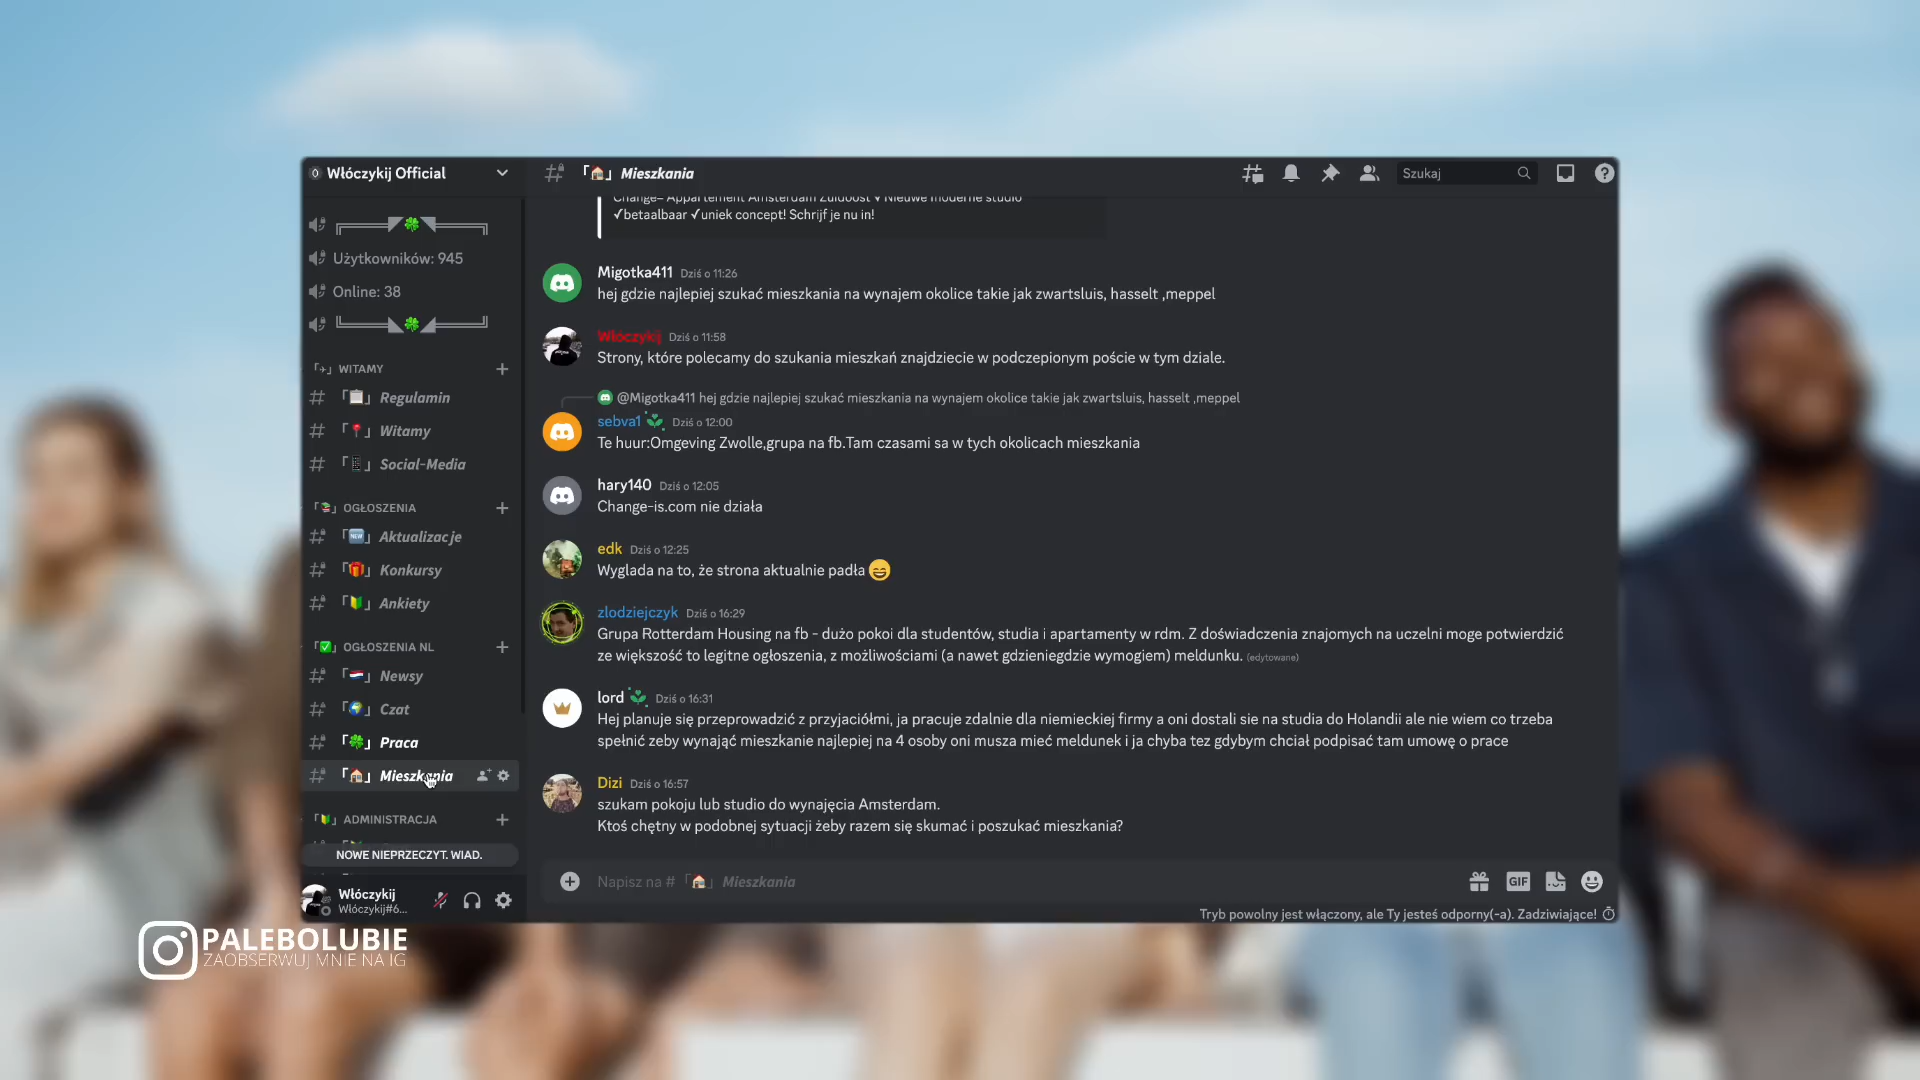 Włóczykij Official
Użytkowników: 945
Online: 38
WITAMY
Regulamin
Witamy
Social-Media
OGŁOSZENIA
Aktualizacje
Konkursy
Ankiety
OGŁOSZENIA NL
Newsy
Czat
Praca
Mieszkania
ADMINISTRACJA
NOWE NIEPRZECZYT. WIAD.
Włóczykij
Włóczykij#6...
Mieszkania
Szukaj
Change= Appartement Amsterdam Zuidoost √ Nieuwe moderne studio
√betaalbaar √uniek concept! Schrijf je nu in!
Migotka411 Dziś o 11:26
hej gdzie najlepiej szukać mieszkania na wynajem okolice takie jak zwartsluis, hasselt ,meppel
Włóczykij Dziś o 11:58
Strony, które polecamy do szukania mieszkań znajdziecie w podczepionym poście w tym dziale.
@Migotka411 hej gdzie najlepiej szukać mieszkania na wynajem okolice takie jak zwartsluis, hasselt ,meppel
sebva1 Dziś o 12:00
Te huur:Omgeving Zwolle,grupa na fb.Tam czasami sa w tych okolicach mieszkania
hary140 Dziś o 12:05
Change-is.com nie działa
edk Dziś o 12:25
Wyglada na to, że strona aktualnie padła 😄
złodziejczyk Dziś o 16:29
Grupa Rotterdam Housing na fb - dużo pokoi dla studentów, studia i apartamenty w rdm. Z doświadczenia znajomych na uczelni moge potwierdzić
ze większość to legitne ogłoszenia, z możliwościami (a nawet gdzieniegdzie wymogiem) meldunku. (edytowane)
lord Dziś o 16:31
Hej planuje się przeprowadzić z przyjaciółmi, ja pracuje zdalnie dla niemieckiej firmy a oni dostali sie na studia do Holandii ale nie wiem co trzeba
spełnić zeby wynająć mieszkanie najlepiej na 4 osoby oni musza mieć meldunek i ja chyba tez gdybym chciał podpisać tam umowę o prace
Dizi Dziś o 16:57
szukam pokoju lub studio do wynajęcia Amsterdam.
Ktoś chętny w podobnej sytuacji żeby razem się skumać i poszukać mieszkania?
Napisz na # 「🏠」 Mieszkania
GIF
Tryb powolny jest włączony, ale Ty jesteś odporny(-a). Zadziwiające!
PALEBOLUBIE
ZAOBSERWUJ MNIE NA IG